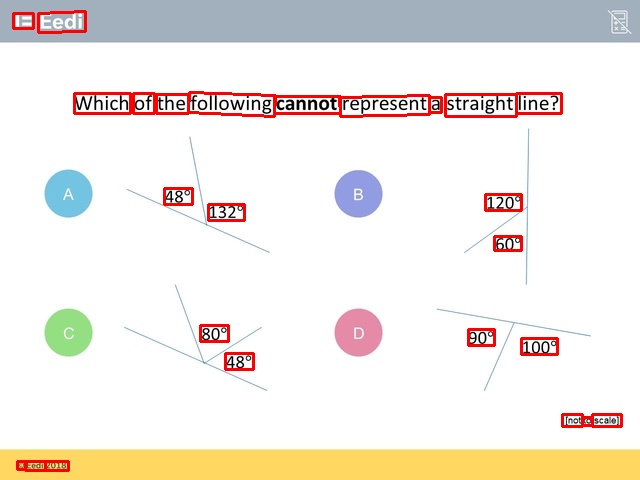 Eedi
Which of the following cannot represent a straight line?
A
48°
132°
B
120°
60°
C
80°
48°
D
90°
100°
[not to scale]
© Eedi 2018